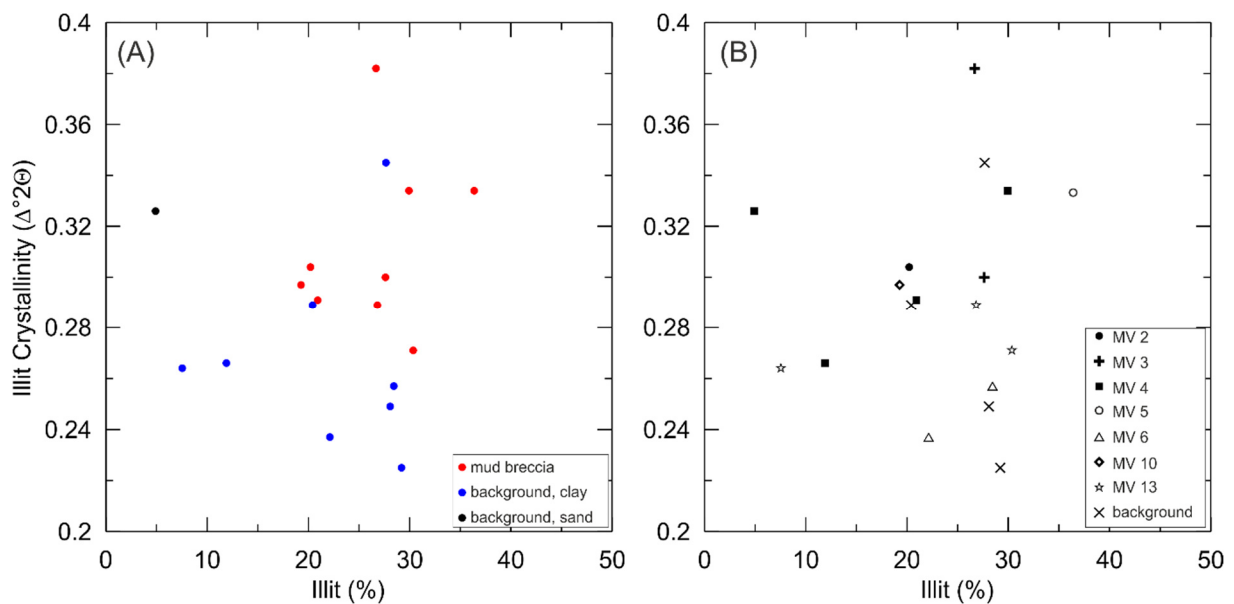 (A)
0.4
0.36
0.32
0.28
0.24
0.2
Illit Crystallinity (Δ°2Θ)
0 10 20 30 40 50
Illit (%)
mud breccia
background, clay
background, sand
(B)
0.4
0.36
0.32
0.28
0.24
0.2
0 10 20 30 40 50
Illit (%)
MV 2
MV 3
MV 4
MV 5
MV 6
MV 10
MV 13
background